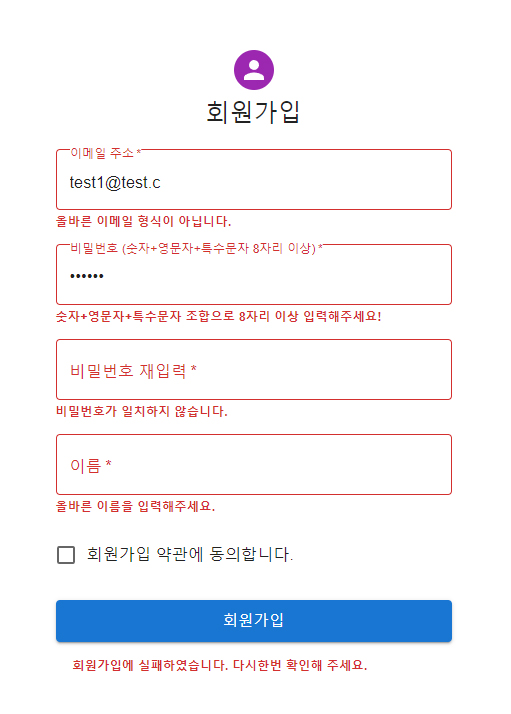 회원가입
이메일 주소 *
test1@test.c
올바른 이메일 형식이 아닙니다.
비밀번호 (숫자+영문자+특수문자 8자리 이상) *
••••••
숫자+영문자+특수문자 조합으로 8자리 이상 입력해주세요!
비밀번호 재입력 *
비밀번호가 일치하지 않습니다.
이름 *
올바른 이름을 입력해주세요.
회원가입 약관에 동의합니다.
회원가입
회원가입에 실패하였습니다. 다시한번 확인해 주세요.